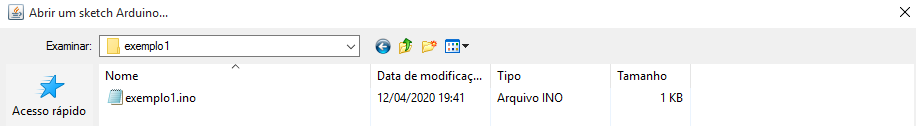 Abrir um sketch Arduino...
Examinar: exemplo1
Nome Data de modificaç... Tipo Tamanho
exemplo1.ino 12/04/2020 19:41 Arquivo INO 1 KB
Acesso rápido